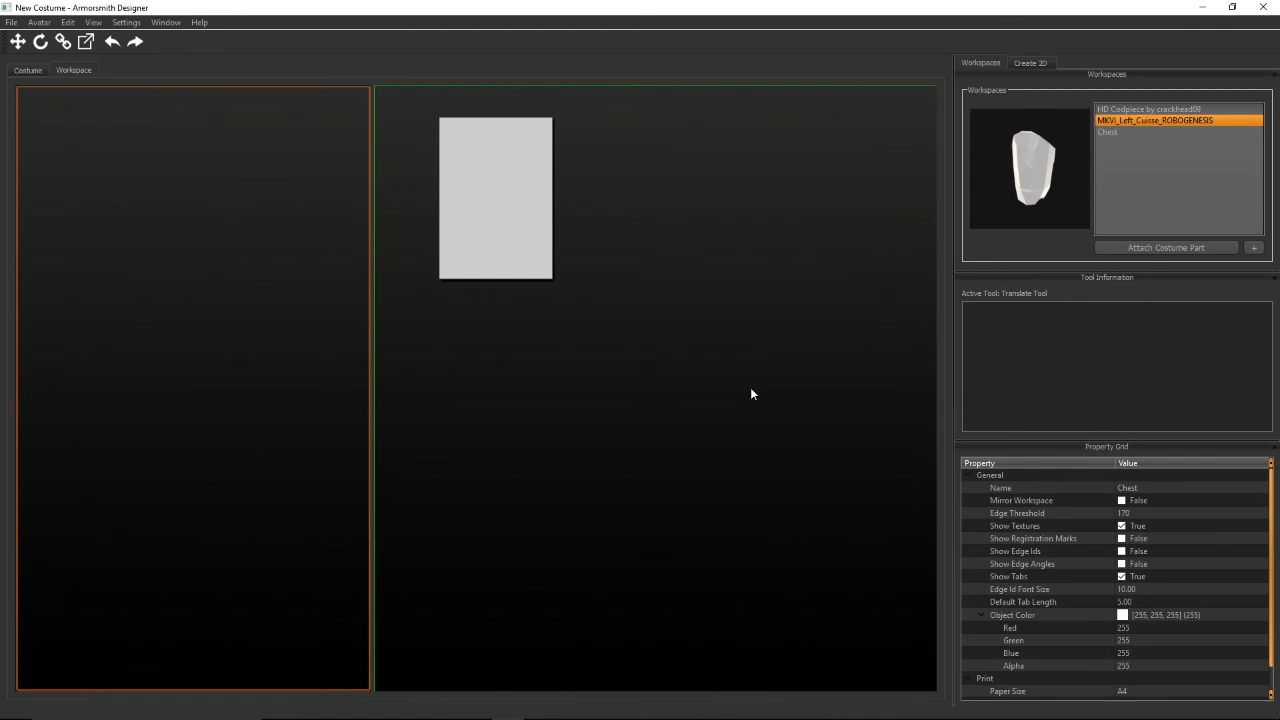 New Costume - Armorsmith Designer
File Avatar Edit View Settings Window Help
Costume Workspace
Workspaces Create 2D
Workspaces
Workspaces
HD Codpiece by crackhead09
MKVI_Left_Cuisse_ROBOGENESIS
Chest
Attach Costume Part +
Tool Information
Active Tool: Translate Tool
Property Grid
Property Value
General
Name Chest
Mirror Workspace False
Edge Threshold 170
Show Textures True
Show Registration Marks False
Show Edge Ids False
Show Edge Angles False
Show Tabs True
Edge Id Font Size 10.00
Default Tab Length 5.00
Object Color [255, 255, 255] (255)
Red 255
Green 255
Blue 255
Alpha 255
Print
Paper Size A4